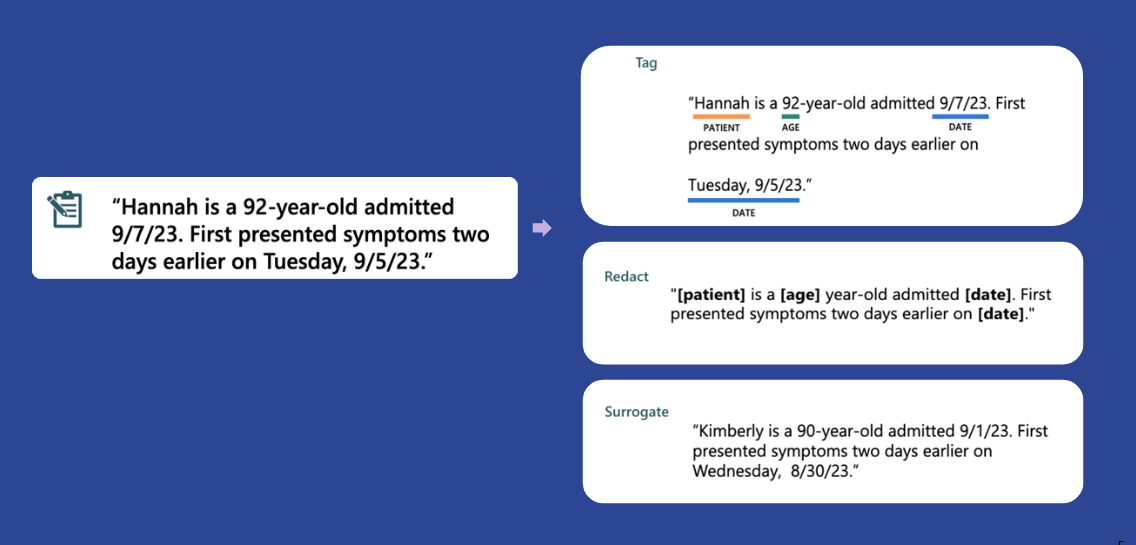 “Hannah is a 92-year-old admitted
9/7/23. First presented symptoms two
days earlier on Tuesday, 9/5/23.”
Tag
“Hannah is a 92-year-old admitted 9/7/23. First
PATIENT AGE DATE
presented symptoms two days earlier on
Tuesday, 9/5/23.”
DATE
Redact
"[patient] is a [age] year-old admitted [date]. First
presented symptoms two days earlier on [date]."
Surrogate
“Kimberly is a 90-year-old admitted 9/1/23. First
presented symptoms two days earlier on
Wednesday,  8/30/23.”